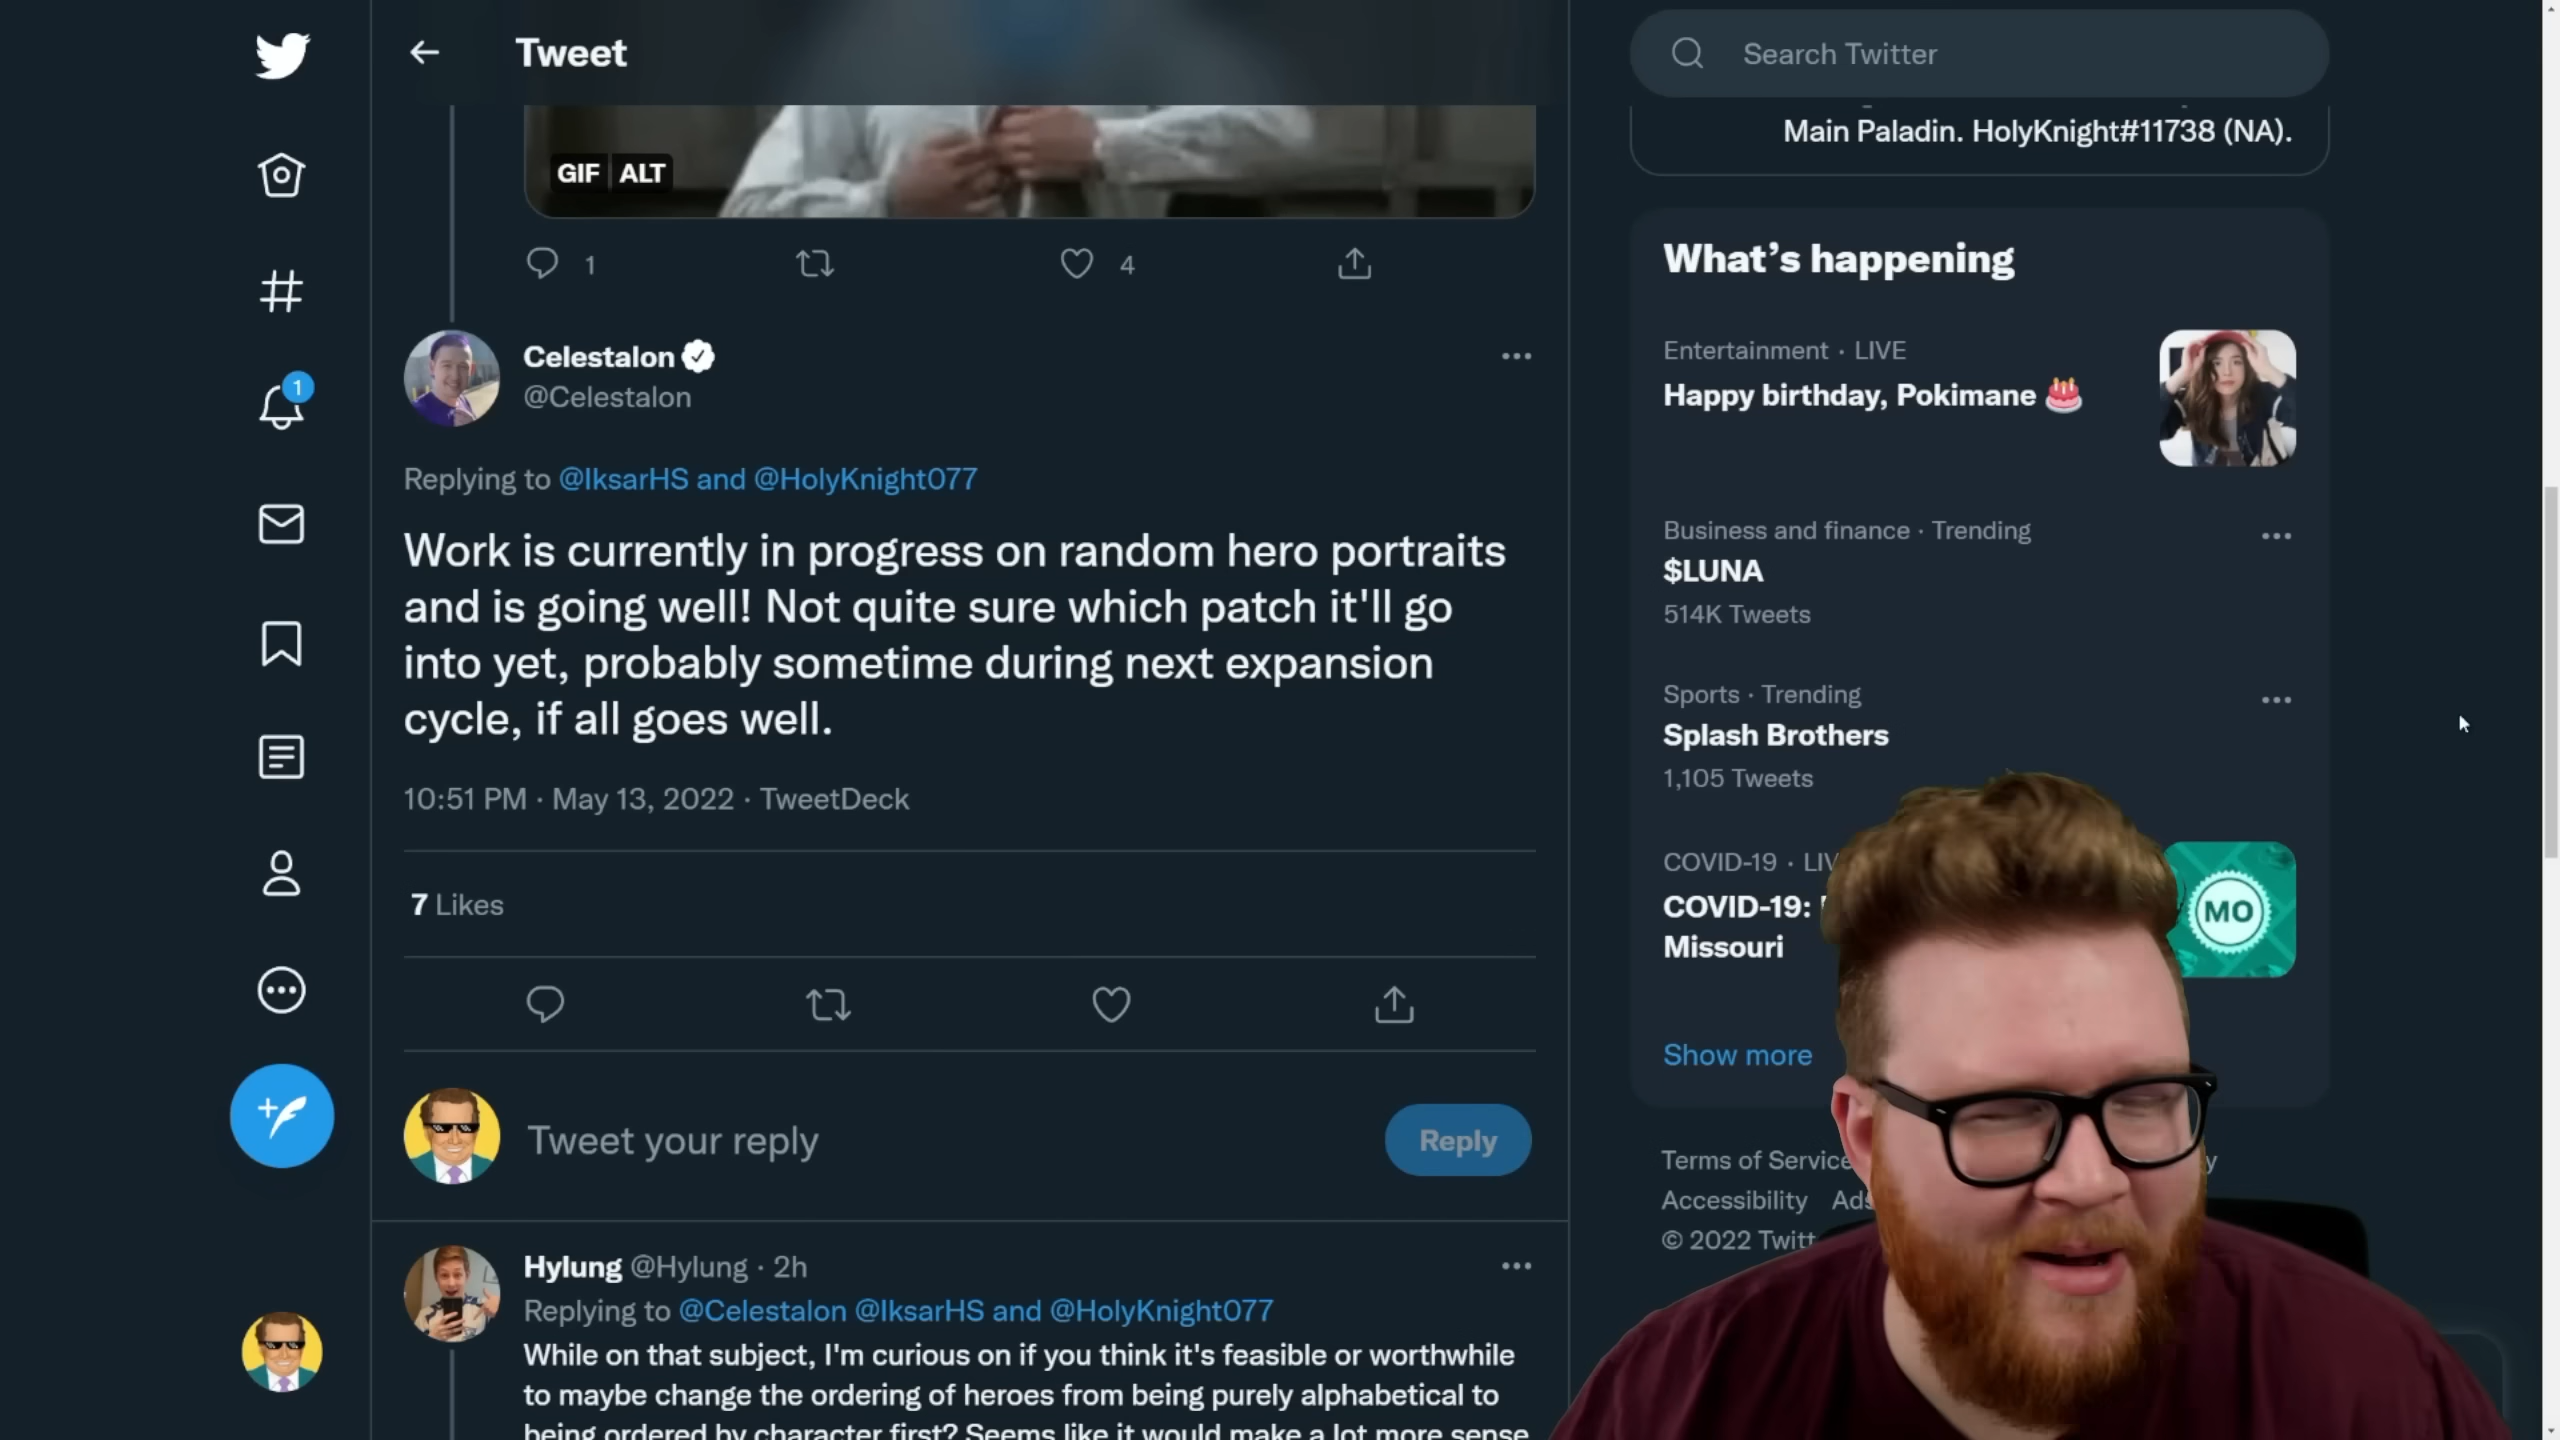 Tweet
Search Twitter
Main Paladin. HolyKnight#11738 (NA).
GIF ALT
1
4
Celestalon
@Celestalon
Replying to @IksarHS and @HolyKnight077
Work is currently in progress on random hero portraits
and is going well! Not quite sure which patch it'll go
into yet, probably sometime during next expansion
cycle, if all goes well.
10:51 PM · May 13, 2022 · TweetDeck
7 Likes
Tweet your reply
Reply
Hylung @Hylung · 2h
Replying to @Celestalon @IksarHS and @HolyKnight077
While on that subject, I'm curious on if you think it's feasible or worthwhile
to maybe change the ordering of heroes from being purely alphabetical to
being ordered by character first? Seems like it would make a lot more sense
1
What's happening
Entertainment · LIVE
Happy birthday, Pokimane
Business and finance · Trending
$LUNA
514K Tweets
Sports · Trending
Splash Brothers
1,105 Tweets
COVID-19 ·
COVID-19:
Missouri
MO
Show more
Terms of Service
Accessibility
© 2022